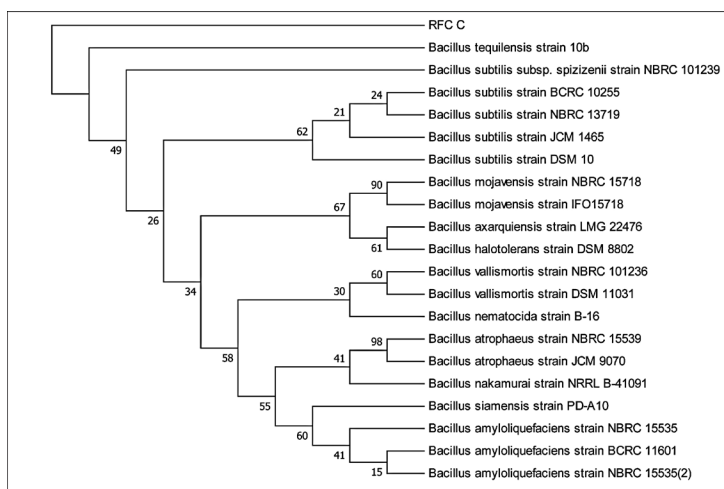 RFC C
Bacillus tequilensis strain 10b
Bacillus subtilis subsp. spizizenii strain NBRC 101239
24
Bacillus subtilis strain BCRC 10255
21
Bacillus subtilis strain NBRC 13719
62
Bacillus subtilis strain JCM 1465
49
Bacillus subtilis strain DSM 10
90
Bacillus mojavensis strain NBRC 15718
67
Bacillus mojavensis strain IFO15718
26
Bacillus axarquiensis strain LMG 22476
61
Bacillus halotolerans strain DSM 8802
60
Bacillus vallismortis strain NBRC 101236
34
30
Bacillus vallismortis strain DSM 11031
Bacillus nematocida strain B-16
98
Bacillus atrophaeus strain NBRC 15539
58
41
Bacillus atrophaeus strain JCM 9070
Bacillus nakamurai strain NRRL B-41091
55
Bacillus siamensis strain PD-A10
60
Bacillus amyloliquefaciens strain NBRC 15535
41
Bacillus amyloliquefaciens strain BCRC 11601
15
Bacillus amyloliquefaciens strain NBRC 15535(2)